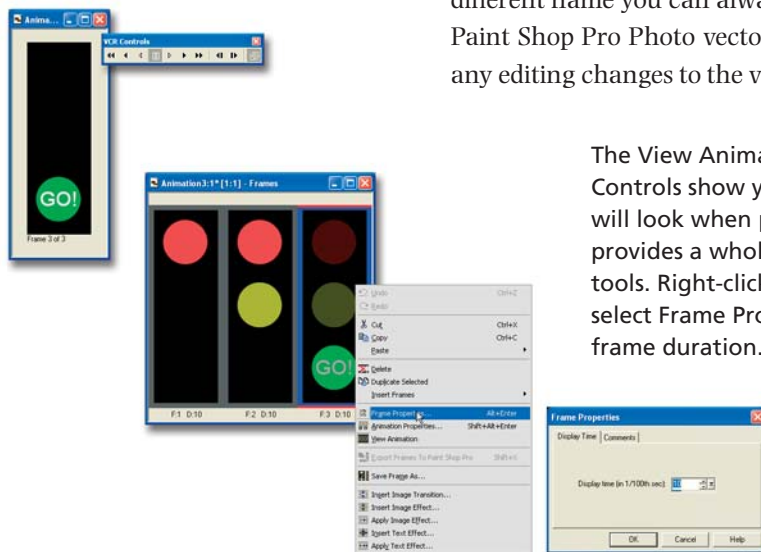 different name you can alwa
Paint Shop Pro Photo vecto
any editing changes to the v
Anima...
VCR Controls
GO!
Frame 3 of 3
The View Anima
Controls show y
will look when p
provides a whol
tools. Right-click
select Frame Pro
frame duration.
Animation3:1* [1:1] - Frames
GO!
F:1 D:10 F:2 D:10 F:3 D:10
Undo Ctrl+Z
Redo
Cut Ctrl+X
Copy Ctrl+C
Paste
Delete
Duplicate Selected
Insert Frames
Frame Properties... Alt+Enter
Animation Properties... Shift+Alt+Enter
View Animation
Export Frames To Paint Shop Pro Shift+X
Save Frame As...
Insert Image Transition...
Insert Image Effect...
Apply Image Effect...
Insert Text Effect...
Apply Text Effect...
Frame Properties
Display Time Comments
Display time (in 1/100th sec): 10
OK Cancel Help